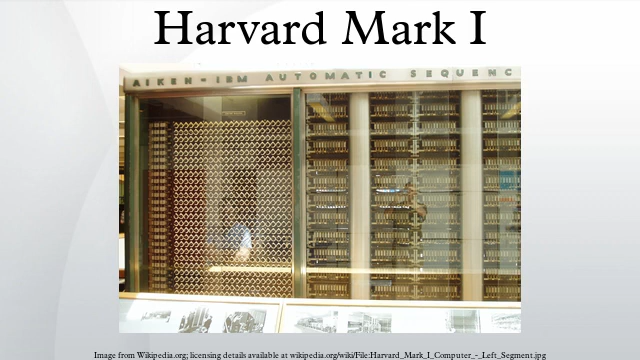 Harvard Mark I
AIKEN-IBM AUTOMATIC SEQUENC
Image from Wikipedia.org; licensing details available at wikipedia.org/wiki/File:Harvard_Mark_I_Computer_-_Left_Segment.jpg